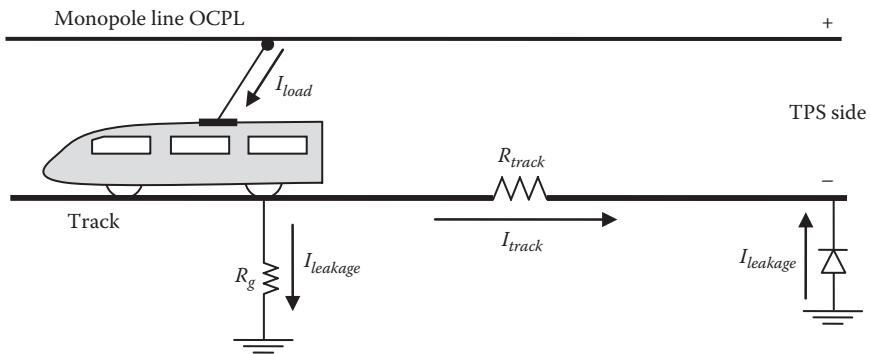 Monopole line OCPL
+
I_load
TPS side
R_track
–
Track
I_track
I_leakage
R_g
I_leakage